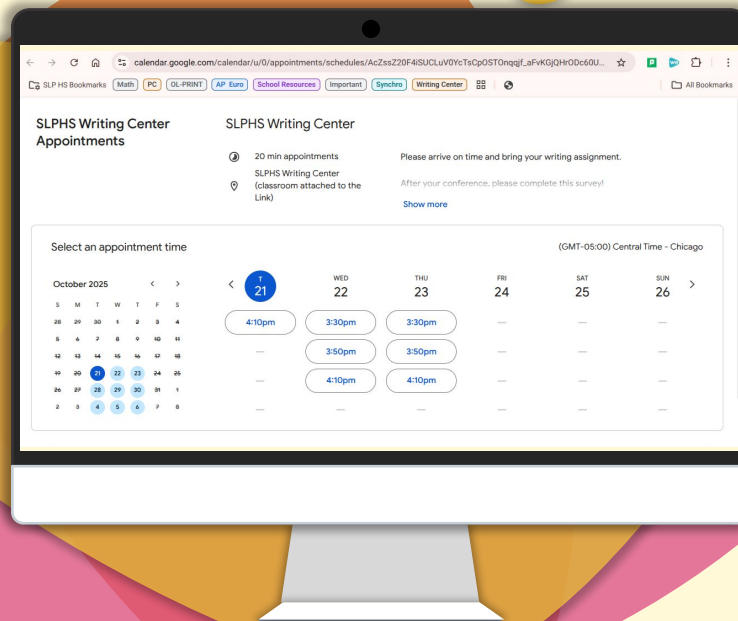 calendar.google.com/calendar/u/0/appointments/schedules/AcZssZ20F4iSUCLuV0YcTsCpOSTOnqqjf_aFvKGjQHrODc60U...
SLP HS Bookmarks Math PC OL-PRINT AP Euro School Resources Important Synchro Writing Center All Bookmarks
SLPHS Writing Center
Appointments
SLPHS Writing Center
20 min appointments
SLPHS Writing Center
(classroom attached to the
Link)
Please arrive on time and bring your writing assignment.
After your conference, please complete this survey!
Show more
Select an appointment time
(GMT-05:00) Central Time - Chicago
October 2025
S M T W T F S
28 29 30 1 2 3 4
5 6 7 8 9 10 11
12 13 14 15 16 17 18
19 20 21 22 23 24 25
26 27 28 29 30 31 1
2 3 4 5 6 7 8
T WED THU FRI SAT SUN
21 22 23 24 25 26
4:10pm 3:30pm 3:30pm — — —
— 3:50pm 3:50pm — — —
— 4:10pm 4:10pm — — —
— — — — — —